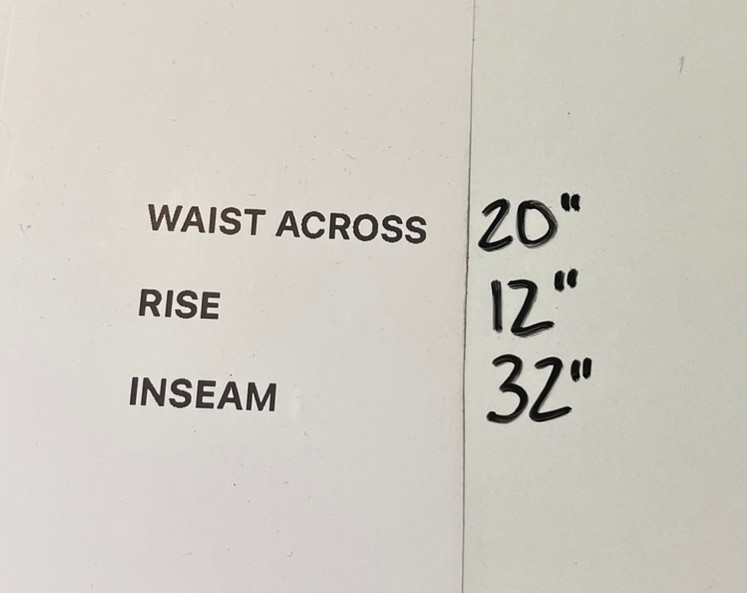 WAIST ACROSS 20"
RISE 12"
INSEAM 32"